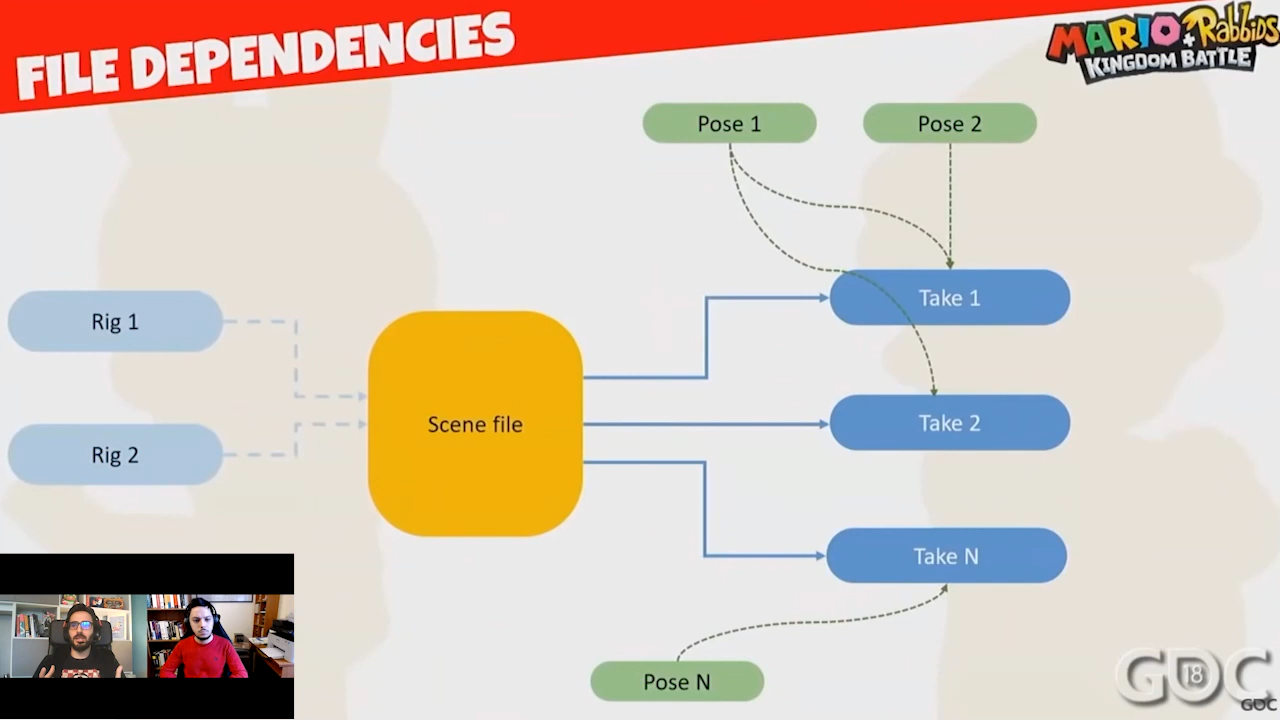 FILE DEPENDENCIES
MARIO + Rabbids
KINGDOM BATTLE
Pose 1
Pose 2
Rig 1
Rig 2
Scene file
Take 1
Take 2
Take N
Pose N
GDC
18
GDC